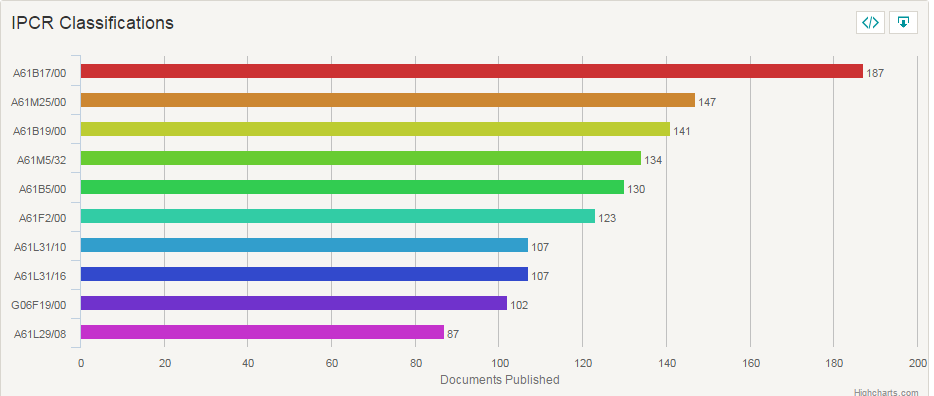 IPCR Classifications
</>
A61B17/00 187
A61M25/00 147
A61B19/00 141
A61M5/32 134
A61B5/00 130
A61F2/00 123
A61L31/10 107
A61L31/16 107
G06F19/00 102
A61L29/08 87
0 20 40 60 80 100 120 140 160 180 200
Documents Published
Highcharts.com